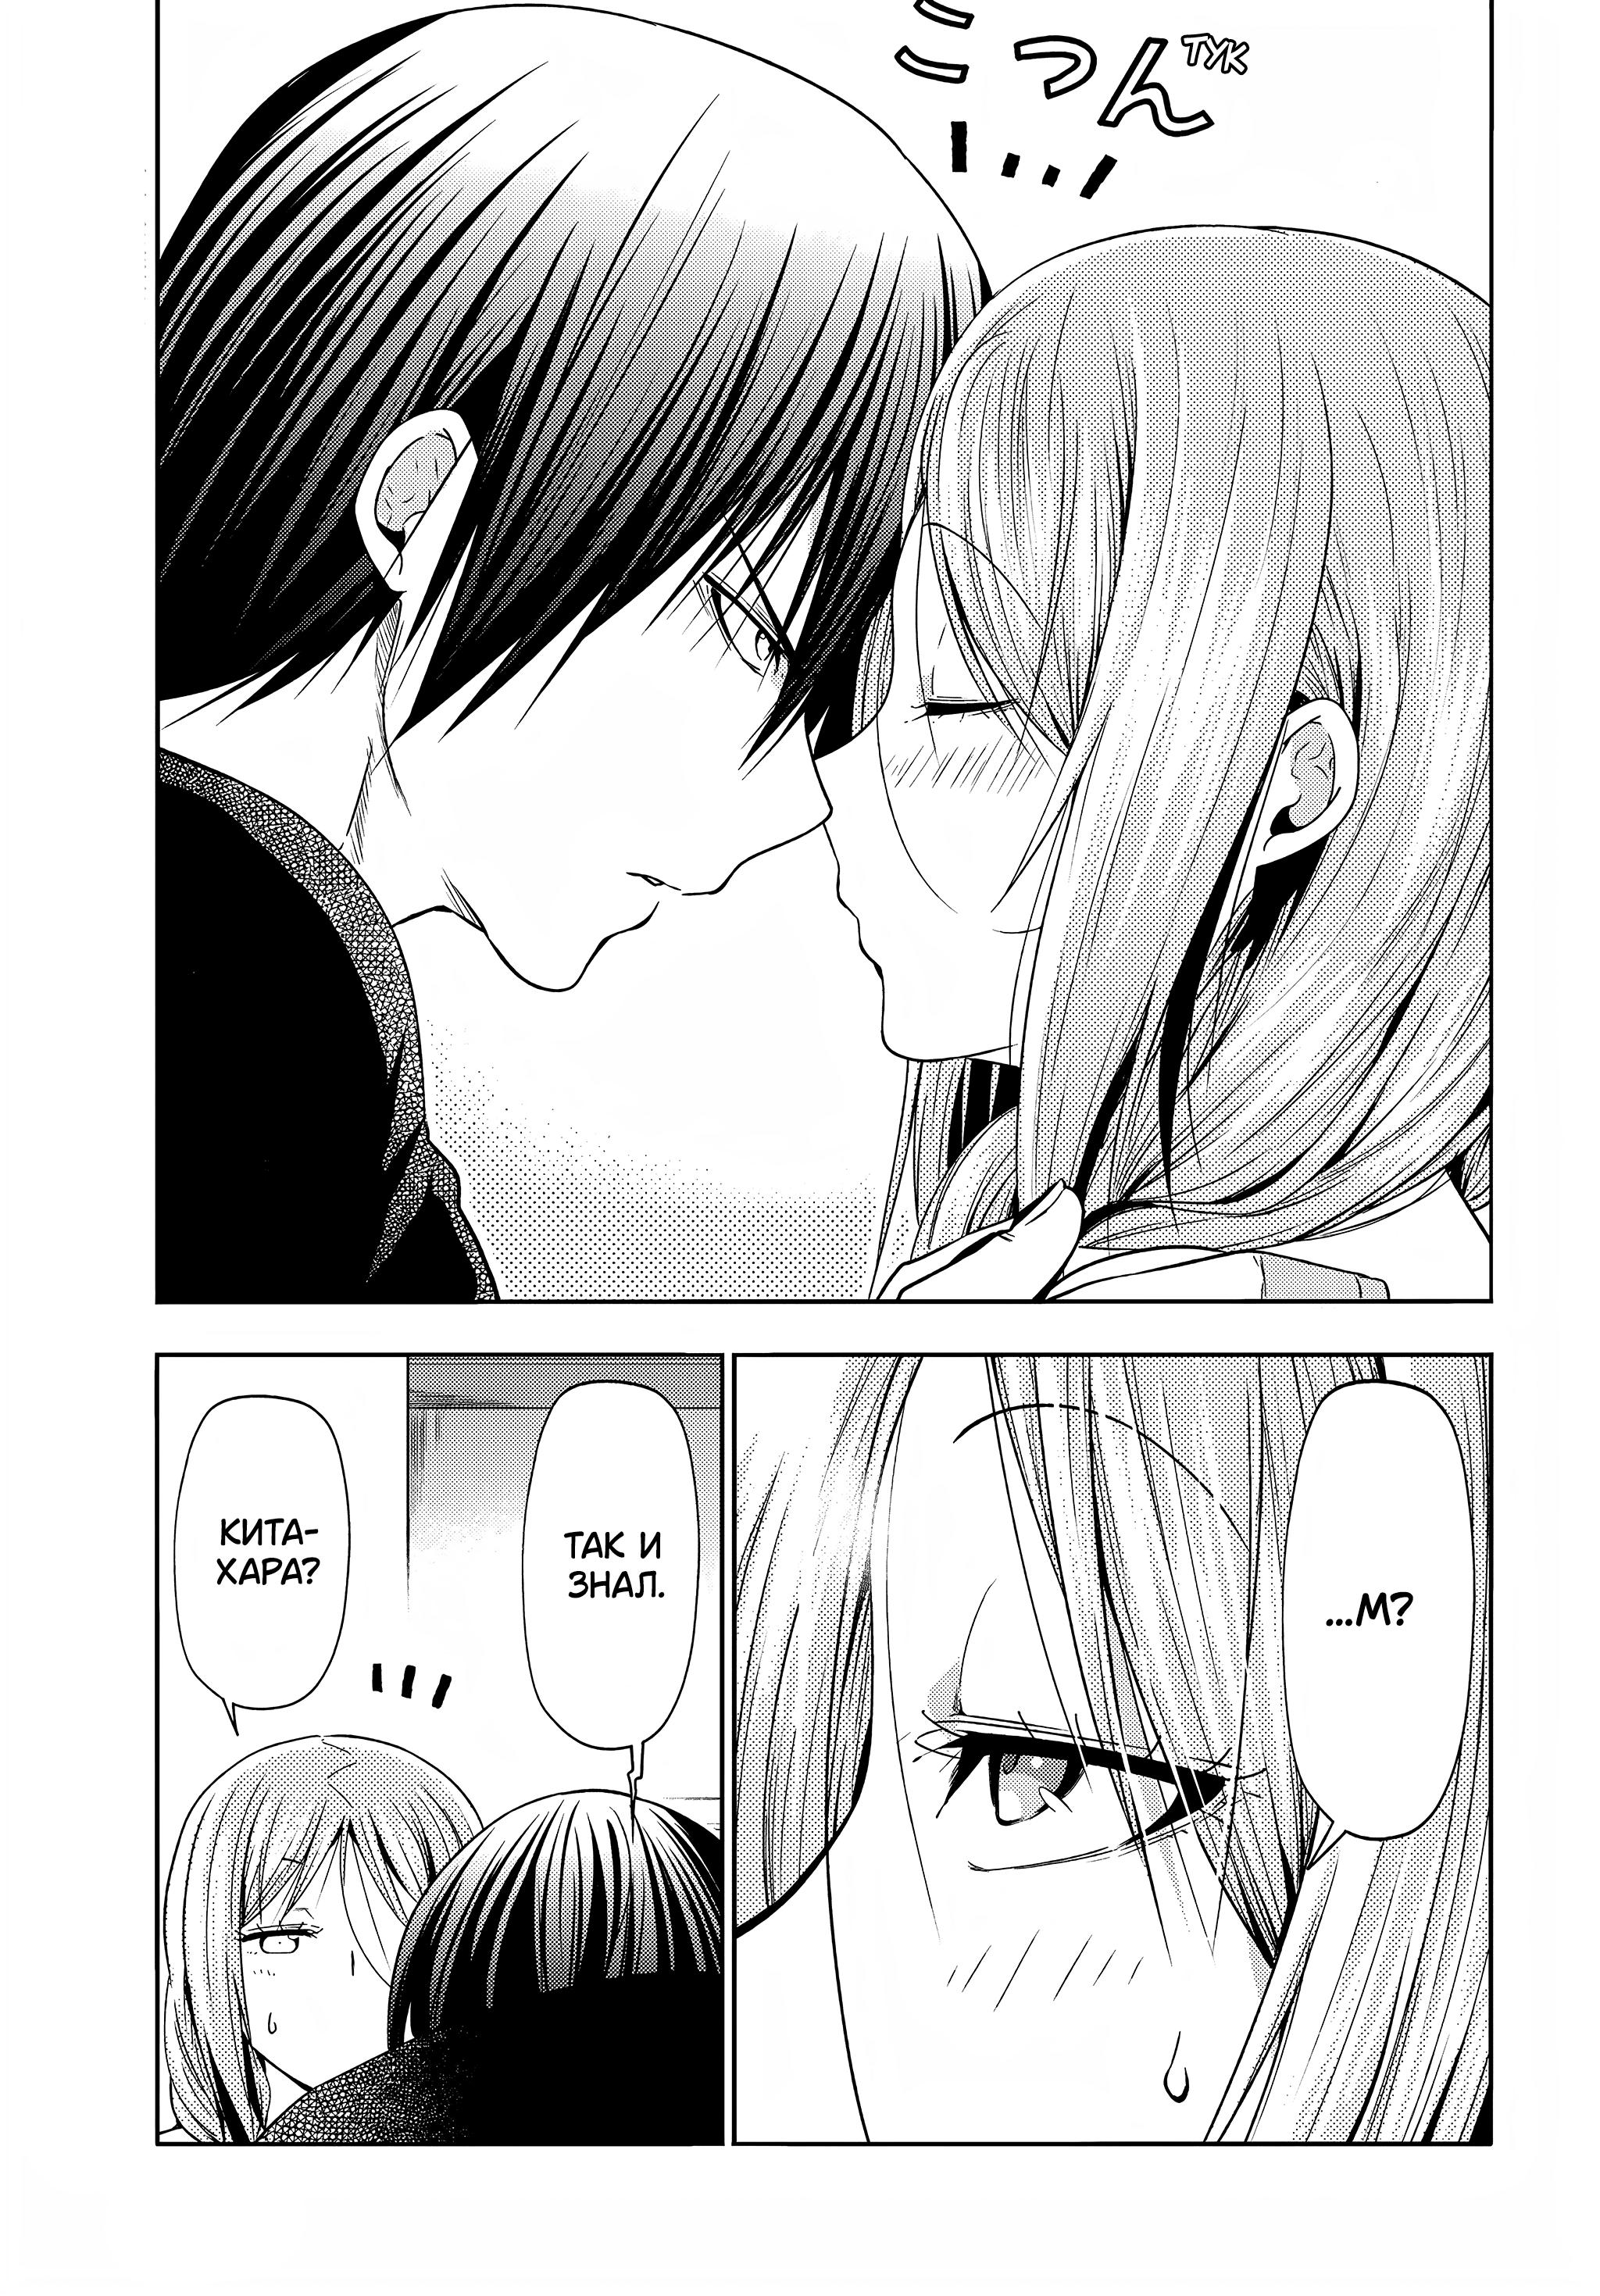 こつん
ТУК
...М?
ТАК И
ЗНАЛ.
КИТА-
ХАРА?